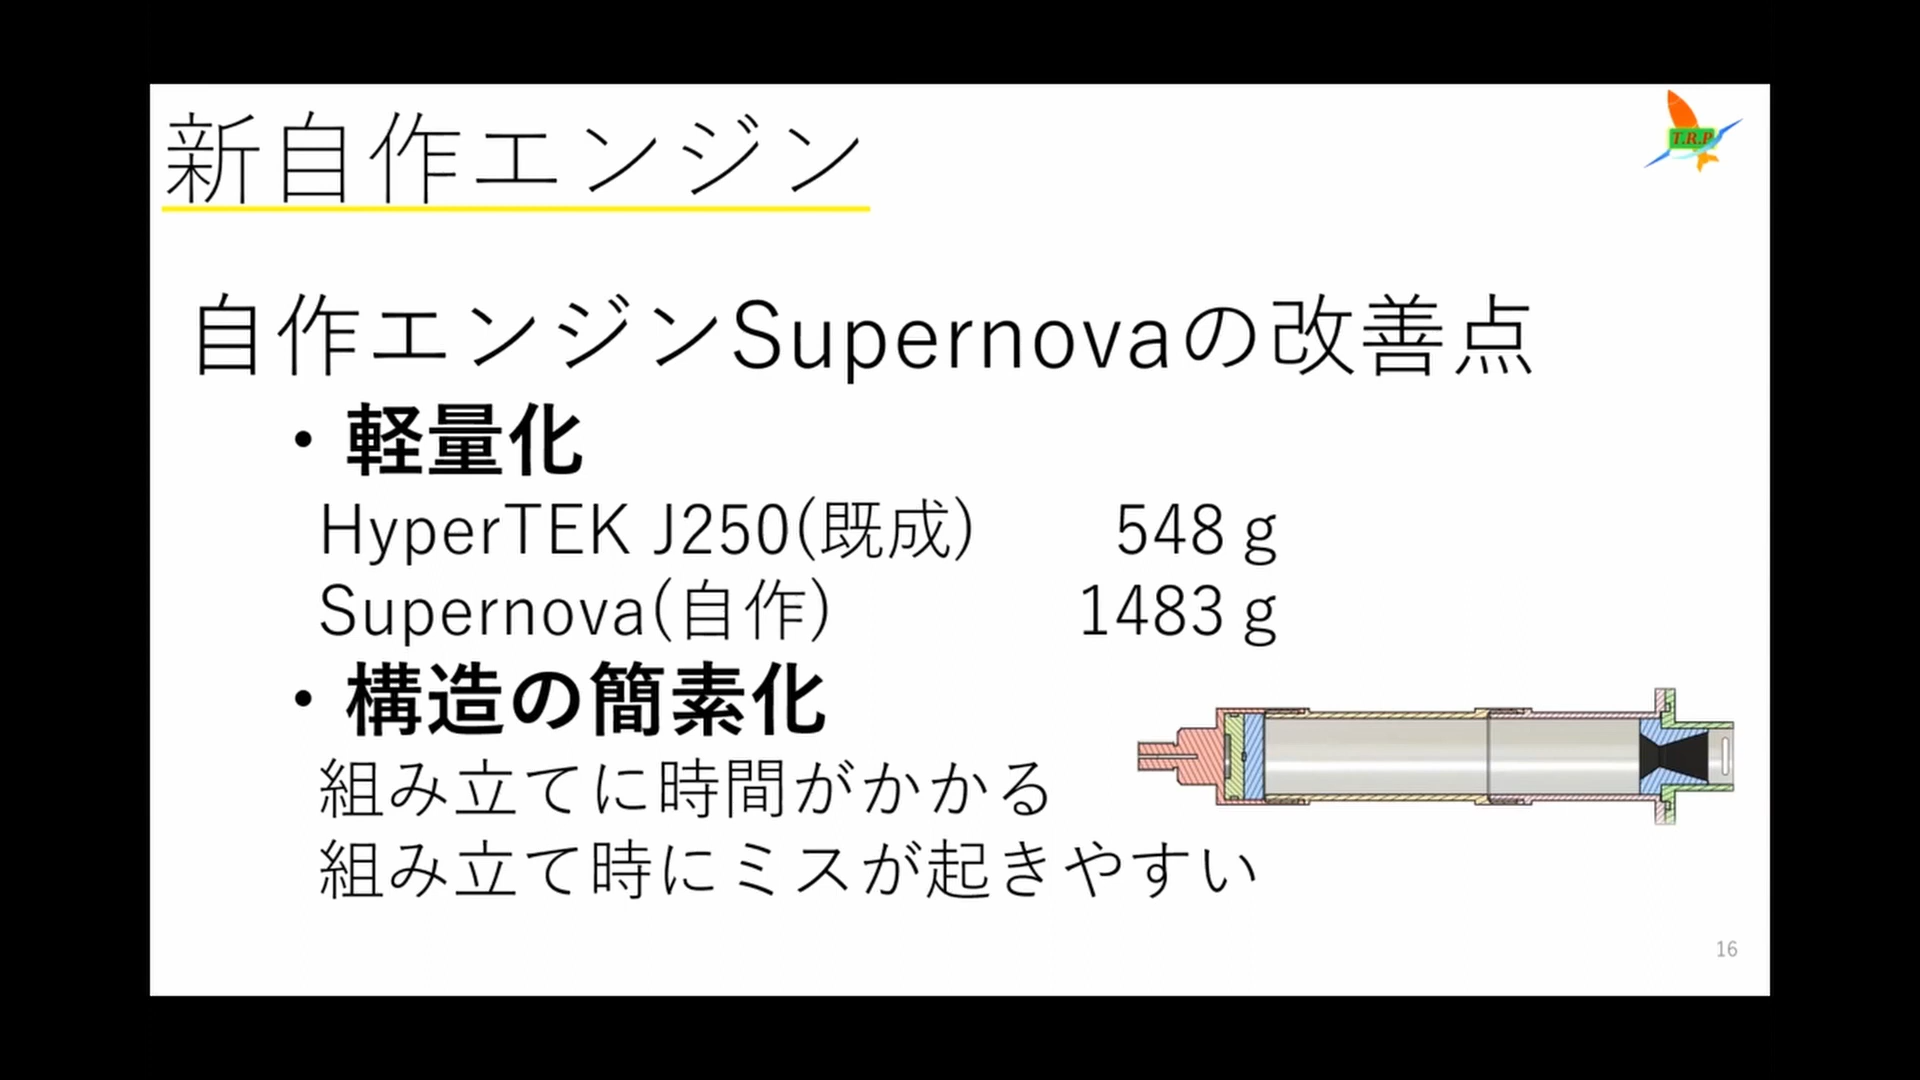 新自作エンジン
T.R.P
自作エンジンSupernovaの改善点
・軽量化
HyperTEK J250(既成) 548 g
Supernova(自作) 1483 g
・構造の簡素化
組み立てに時間がかかる
組み立て時にミスが起きやすい
16